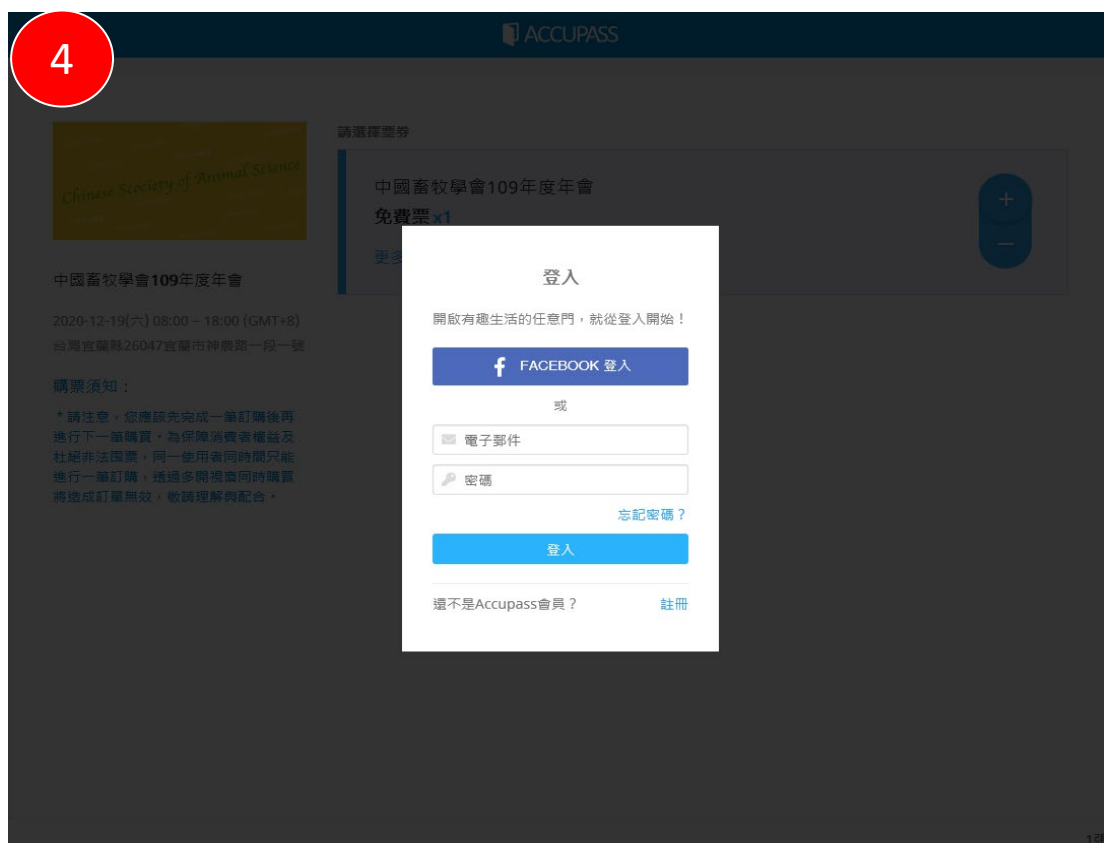 4
ACCUPASS
Chinese Scociety of Animal Science
中國畜牧學會109年度年會
2020-12-19(六) 08:00 – 18:00 (GMT+8)
台灣宜蘭縣26047宜蘭市神農路一段一號
購票須知：
* 請注意，您應該先完成一筆訂購後再
進行下一筆購買。為保障消費者權益及
杜絕非法囤票，同一使用者同時間只能
進行一筆訂購，透過多開視窗同時購買
將造成訂單無效，敬請理解與配合。
請選擇票券
中國畜牧學會109年度年會
免費票x1
更多
+
−
登入
開啟有趣生活的任意門，就從登入開始！
f FACEBOOK 登入
或
電子郵件
密碼
忘記密碼？
登入
還不是Accupass會員？ 註冊
1張